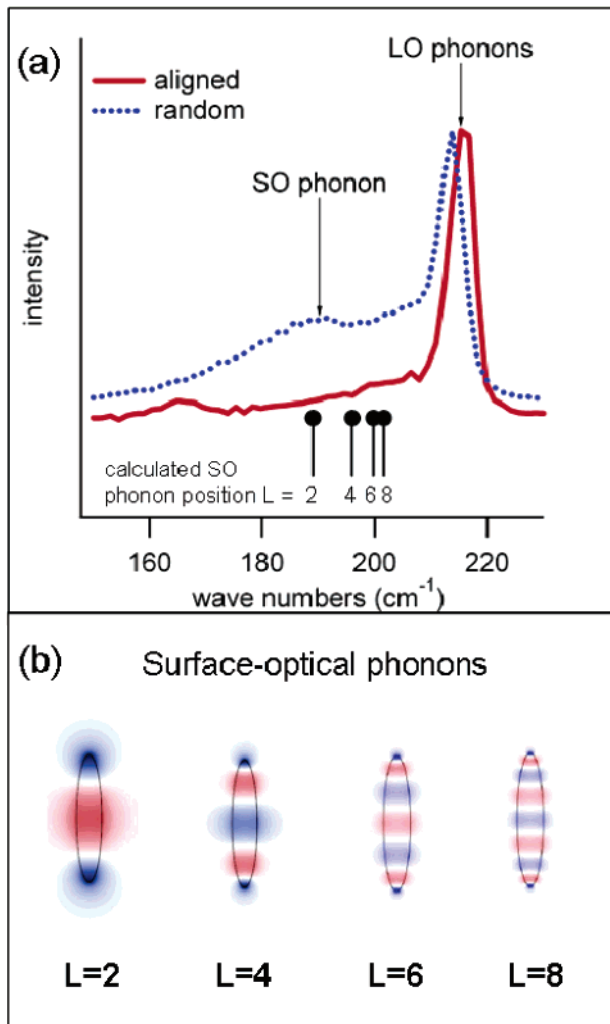 (a)
aligned
random
LO phonons
SO phonon
intensity
calculated SO
phonon position L = 2 4 6 8
160 180 200 220
wave numbers (cm⁻¹)
(b)
Surface-optical phonons
L=2 L=4 L=6 L=8